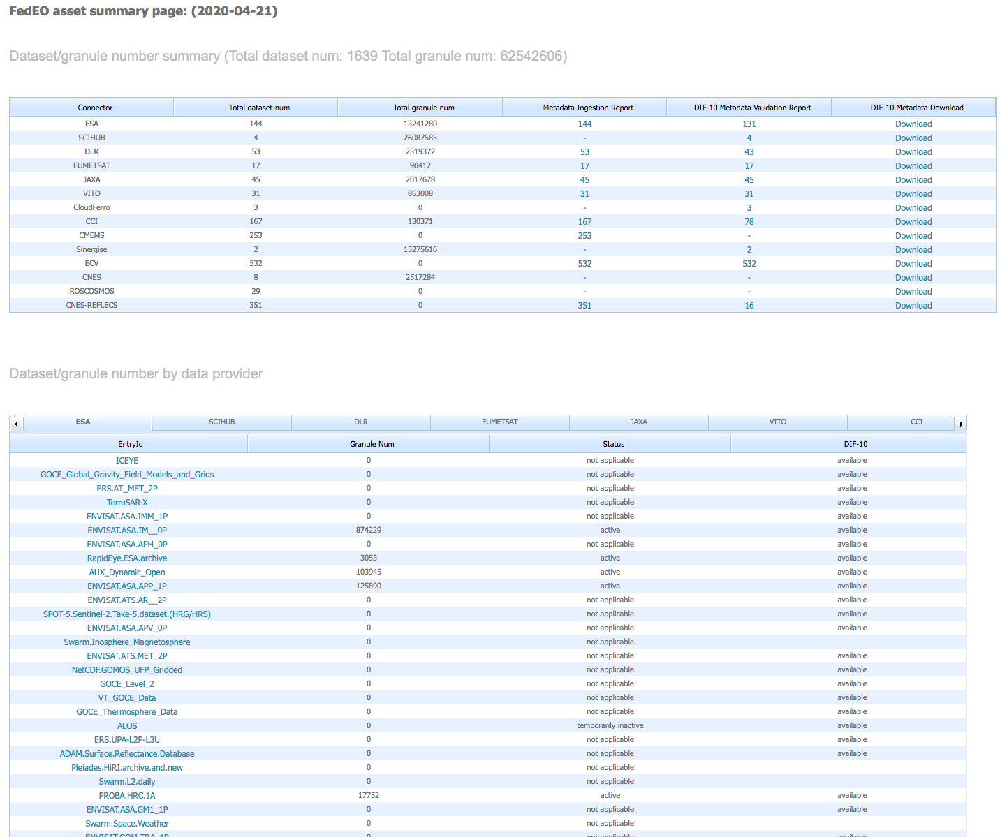 FedEO asset summary page: (2020-04-21)
Dataset/granule number summary (Total dataset num: 1639 Total granule num: 62542606)
Connector Total dataset num Total granule num Metadata Ingestion Report DIF-10 Metadata Validation Report DIF-10 Metadata Download
ESA 144 13241280 144 131 Download
SCIHUB 4 26087585 - 4 Download
DLR 53 2319372 53 43 Download
EUMETSAT 17 90412 17 17 Download
JAXA 45 2017678 45 45 Download
VITO 31 863008 31 31 Download
CloudFerro 3 0 - 3 Download
CCI 167 130371 167 78 Download
CMEMS 253 0 253 - Download
Sinergise 2 15275616 - 2 Download
ECV 532 0 532 532 Download
CNES 8 2517284 - - Download
ROSCOSMOS 29 0 - - Download
CNES-REFLECS 351 0 351 16 Download
Dataset/granule number by data provider
ESA SCIHUB DLR EUMETSAT JAXA VITO CCI
EntryId Granule Num Status DIF-10
ICEYE 0 not applicable available
GOCE_Global_Gravity_Field_Models_and_Grids 0 not applicable available
ERS.AT_MET_2P 0 not applicable available
TerraSAR-X 0 not applicable available
ENVISAT.ASA.IMM_1P 0 not applicable available
ENVISAT.ASA.IM__0P 874229 active available
ENVISAT.ASA.APH_0P 0 not applicable available
RapidEye.ESA.archive 3053 active available
AUX_Dynamic_Open 103945 active available
ENVISAT.ASA.APP_1P 125890 active available
ENVISAT.ATS.AR__2P 0 not applicable available
SPOT-5.Sentinel-2.Take-5.dataset.(HRG/HRS) 0 not applicable available
ENVISAT.ASA.APV_0P 0 not applicable available
Swarm.Inosphere_Magnetosphere 0 not applicable
ENVISAT.ATS.MET_2P 0 not applicable available
NetCDF.GOMOS_UFP_Gridded 0 not applicable available
GOCE_Level_2 0 not applicable available
VT_GOCE_Data 0 not applicable available
GOCE_Thermosphere_Data 0 not applicable available
ALOS 0 temporarily inactive available
ERS.UPA-L2P-L3U 0 not applicable available
ADAM.Surface.Reflectance.Database 0 not applicable available
Pleiades.HiRI.archive.and.new 0 not applicable
Swarm.L2.daily 0 not applicable
PROBA.HRC.1A 17752 active available
ENVISAT.ASA.GM1_1P 0 not applicable available
Swarm.Space.Weather 0 not applicable
0 not applicable available